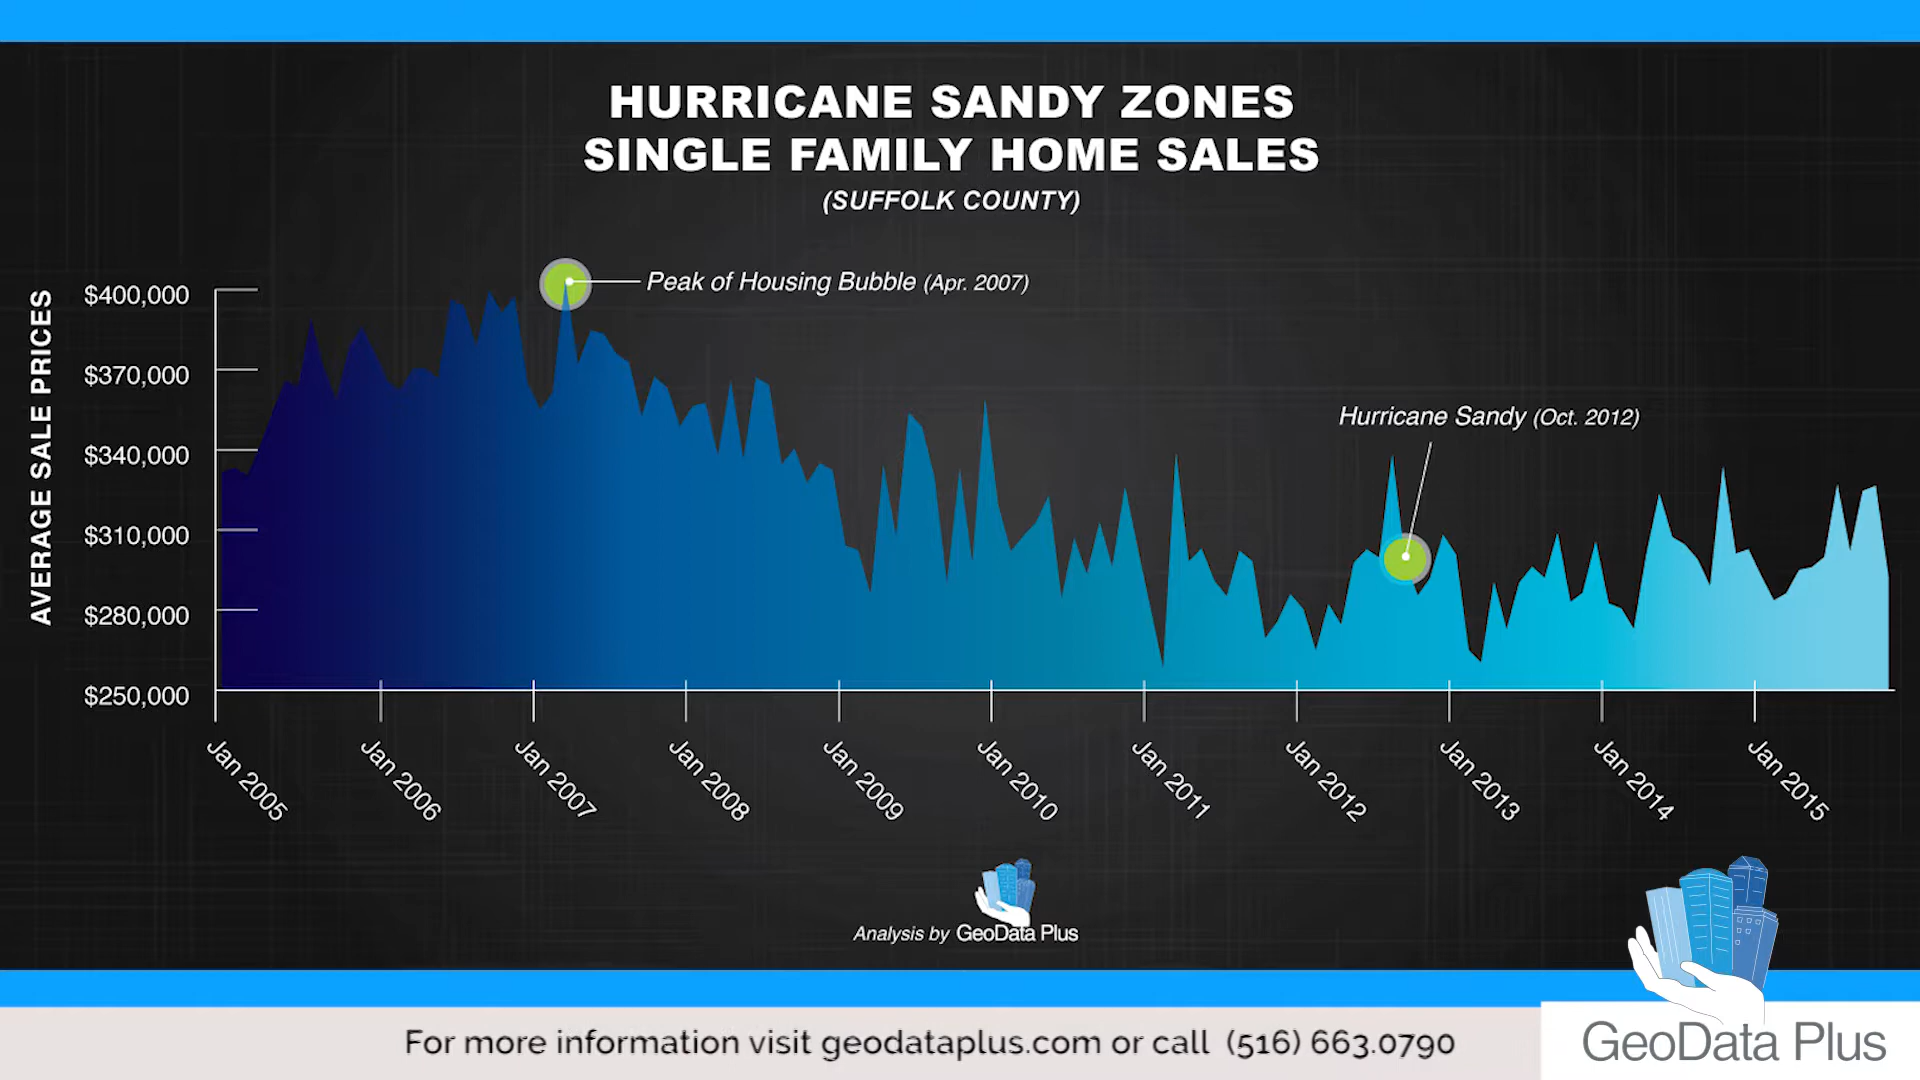 HURRICANE SANDY ZONES
SINGLE FAMILY HOME SALES
(SUFFOLK COUNTY)
Peak of Housing Bubble (Apr. 2007)
Hurricane Sandy (Oct. 2012)
AVERAGE SALE PRICES
$400,000
$370,000
$340,000
$310,000
$280,000
$250,000
Jan 2005
Jan 2006
Jan 2007
Jan 2008
Jan 2009
Jan 2010
Jan 2011
Jan 2012
Jan 2013
Jan 2014
Jan 2015
Analysis by GeoData Plus
For more information visit geodataplus.com or call (516) 663.0790
GeoData Plus